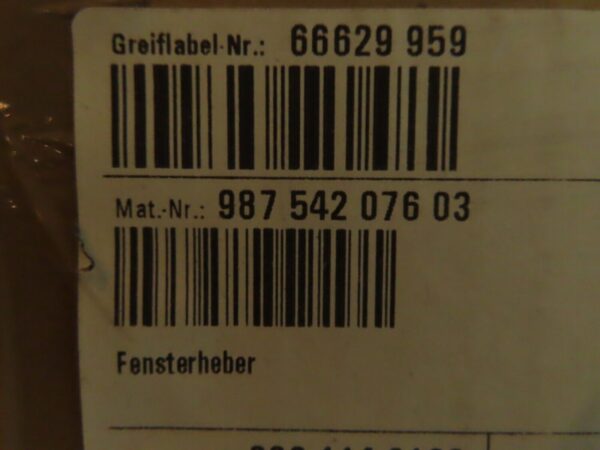 Greiflabel-Nr.: 66629 959
Mat.-Nr.: 987 542 076 03
Fensterheber